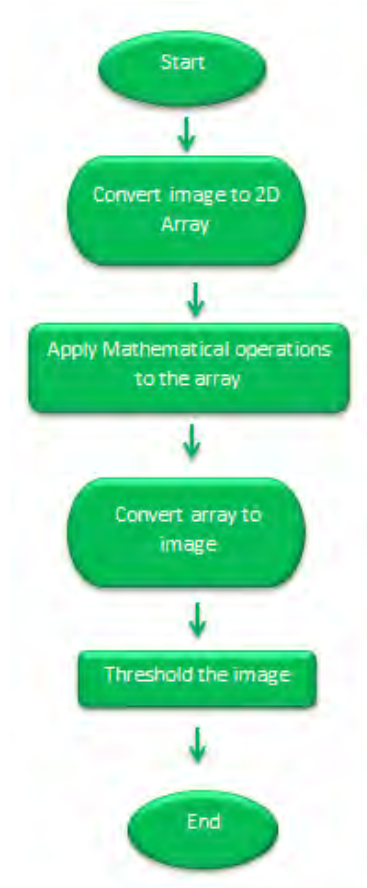 Start
Convert image to 2D
Array
Apply Mathematical operations
to the array
Convert array to
image
Threshold the image
End